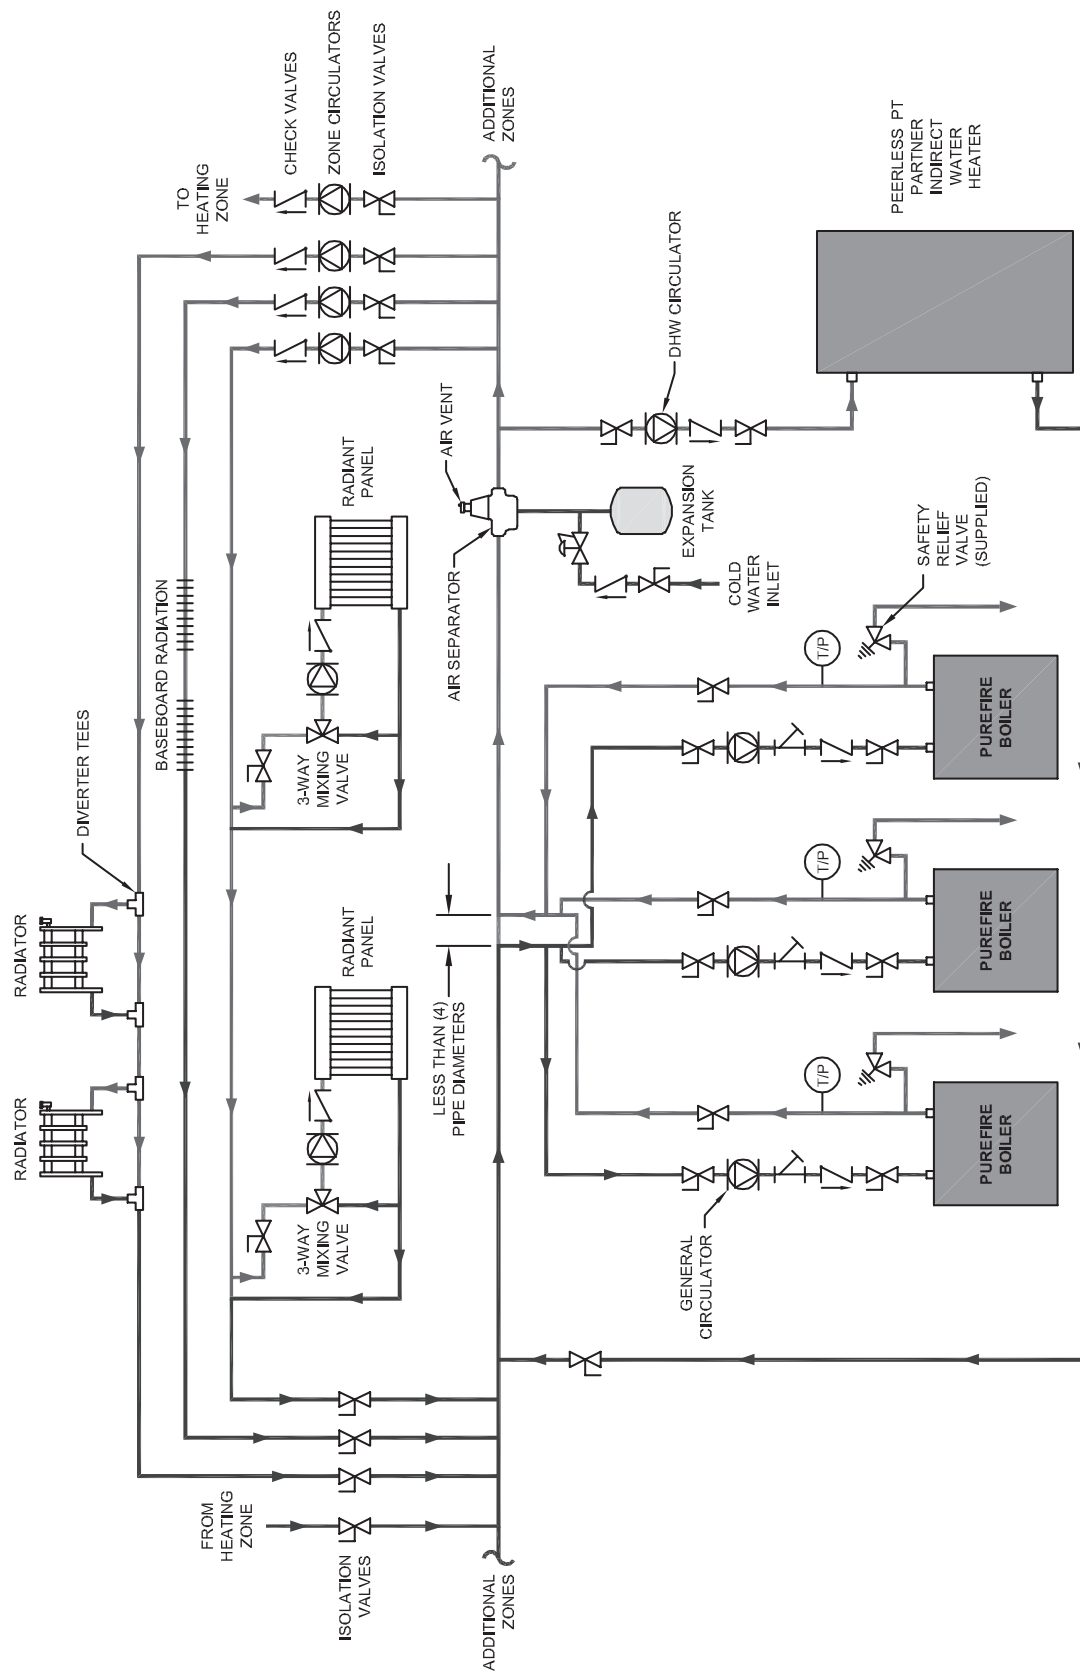 RADIATOR
RADIATOR
DIVERTER TEES
BASEBOARD RADIATION
TO
HEATING
ZONE
CHECK VALVES
ZONE CIRCULATORS
ISOLATION VALVES
ADDITIONAL
ZONES
RADIANT
PANEL
3-WAY
MIXING
VALVE
RADIANT
PANEL
3-WAY
MIXING
VALVE
AIR VENT
AIR SEPARATOR
LESS THAN (4)
PIPE DIAMETERS
FROM
HEATING
ZONE
ISOLATION
VALVES
ADDITIONAL
ZONES
DHW CIRCULATOR
EXPANSION
TANK
COLD
WATER
INLET
PEERLESS PT
PARTNER
INDIRECT
WATER
HEATER
SAFETY
RELIEF
VALVE
(SUPPLIED)
GENERAL
CIRCULATOR
T/P
T/P
T/P
PUREFIRE
BOILER
PUREFIRE
BOILER
PUREFIRE
BOILER